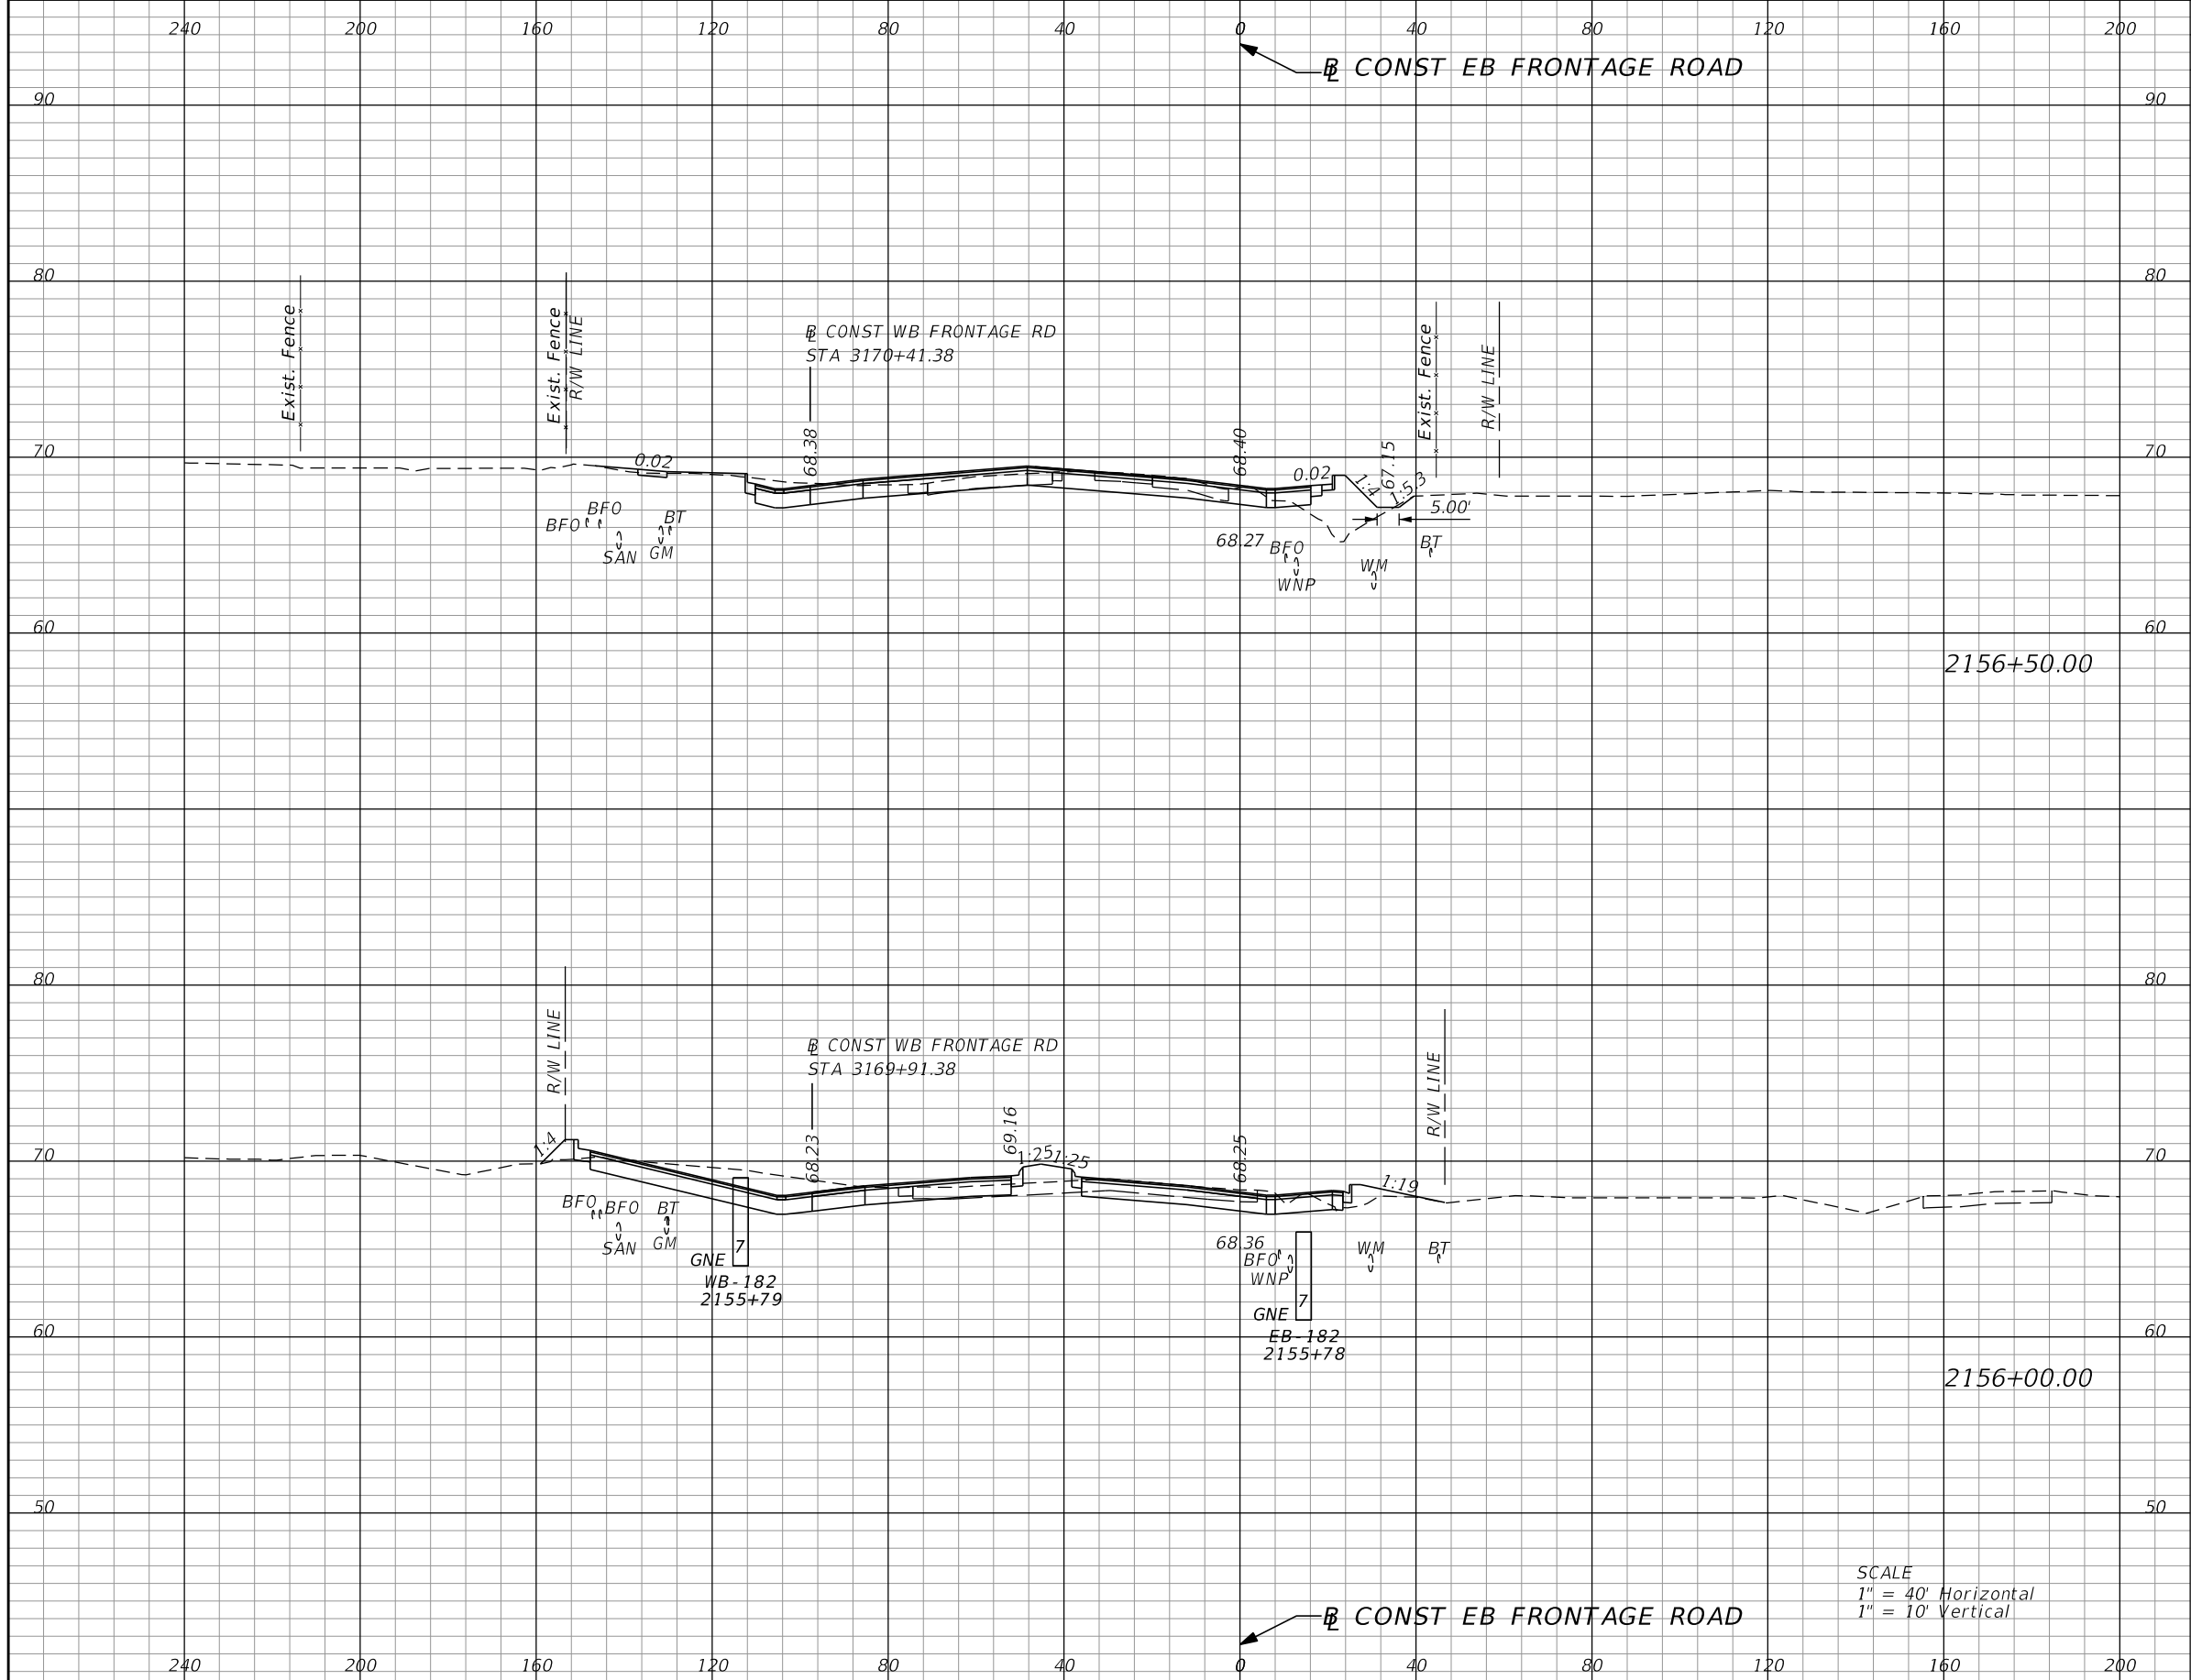 240 200 160 120 80 40 0 40 80 120 160 200
BL CONST EB FRONTAGE ROAD
90 90
80 80
Exist. Fence
Exist. Fence
R/W LINE
BL CONST WB FRONTAGE RD
STA 3170+41.38
Exist. Fence
R/W LINE
70 70
0.02
68.38
68.40
0.02
1:4
67.15
1:5.3
5.00'
BFO
BFO
SAN
GM
BT
68.27
BFO
WNP
WM
BT
60 60
2156+50.00
80 80
R/W LINE
BL CONST WB FRONTAGE RD
STA 3169+91.38
R/W LINE
70 70
1:4
68.23
69.16
1:25
1:25
68.25
1:19
BFO
BFO
SAN
BT
GM
7
GNE
WB-182
2155+79
68.36
BFO
WNP
7
GNE
EB-182
2155+78
WM
BT
60 60
2156+00.00
50 50
SCALE
1" = 40' Horizontal
1" = 10' Vertical
BL CONST EB FRONTAGE ROAD
240 200 160 120 80 40 0 40 80 120 160 200